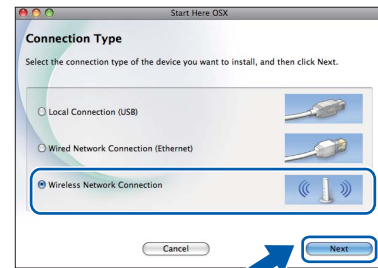 Start Here OSX
Connection Type
Select the connection type of the device you want to install, and then click Next.
Local Connection (USB)
Wired Network Connection (Ethernet)
Wireless Network Connection
Cancel
Next